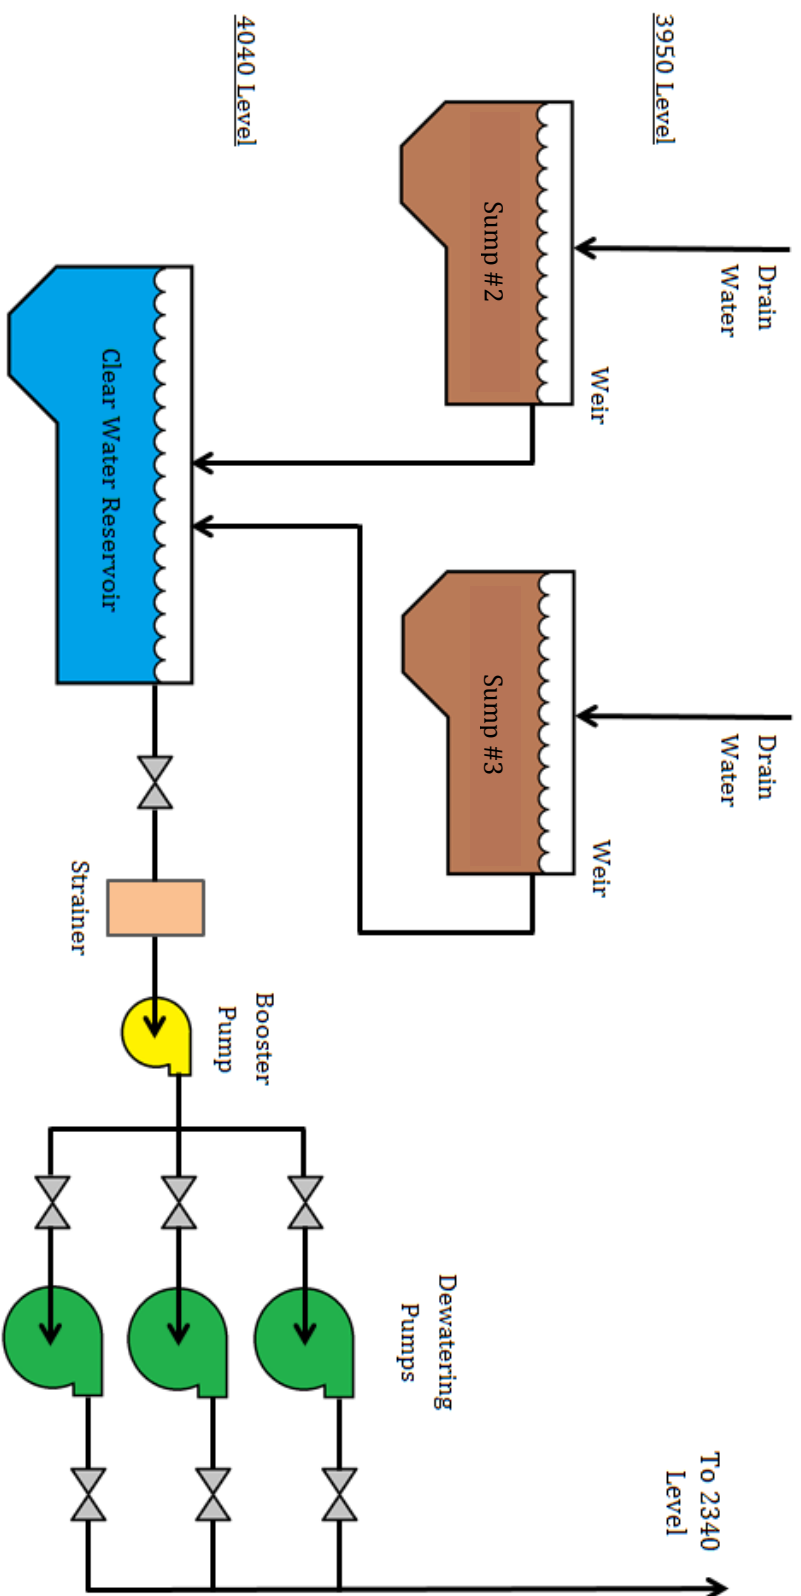 3950 Level
Drain
Water
Drain
Water
Weir
Weir
Sump #2
Sump #3
To 2340
Level
4040 Level
Dewatering
Pumps
Booster
Pump
Clear Water Reservoir
Strainer